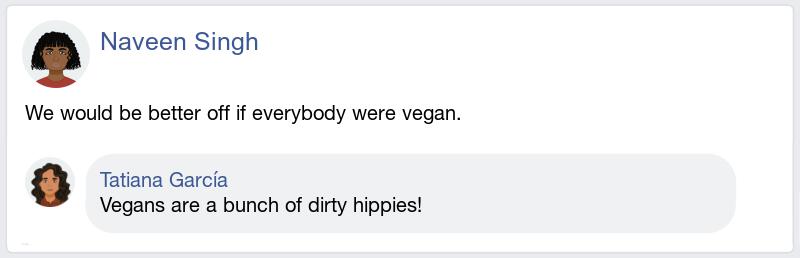 Naveen Singh
We would be better off if everybody were vegan.
Tatiana García
Vegans are a bunch of dirty hippies!